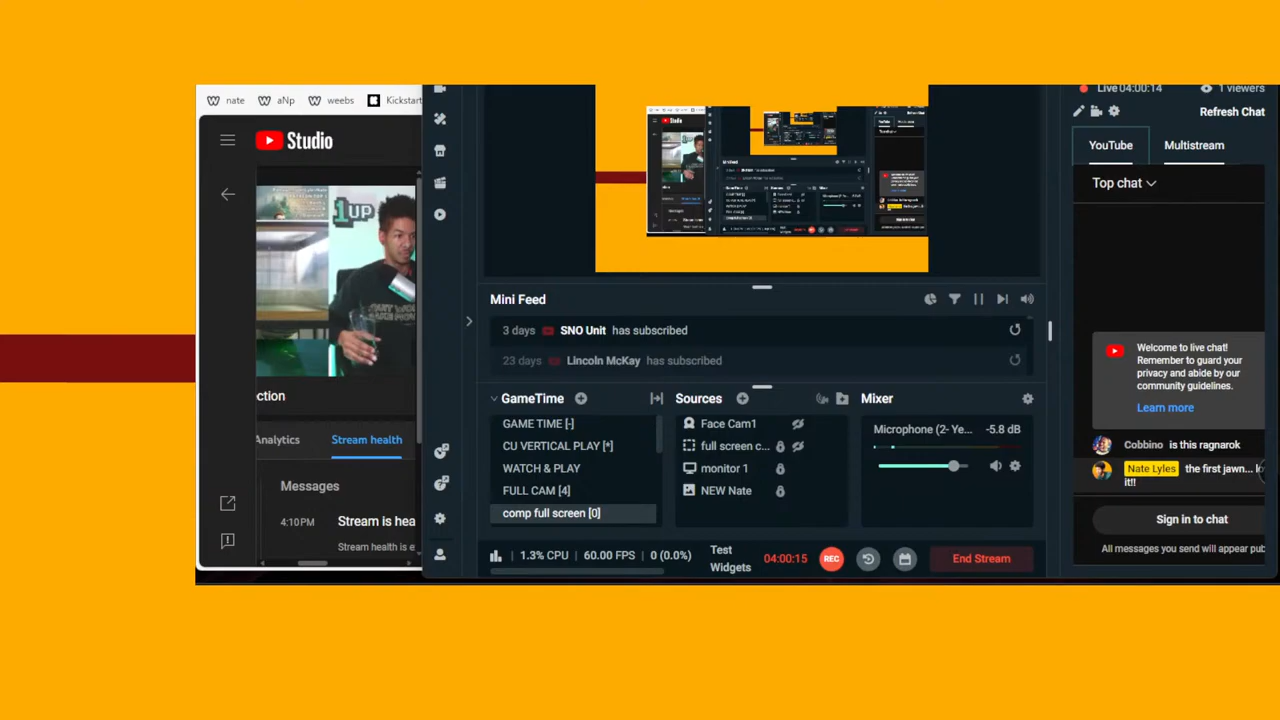 nate
aNp
weebs
Kickstart
Studio
1UP
ction
Analytics
Stream health
Messages
4:10PM
Stream is hea
Stream health is e
Mini Feed
3 days SNO Unit has subscribed
23 days Lincoln McKay has subscribed
GameTime
GAME TIME [-]
CU VERTICAL PLAY [*]
WATCH & PLAY
FULL CAM [4]
comp full screen [0]
Sources
Face Cam1
full screen c...
monitor 1
NEW Nate
Mixer
Microphone (2- Ye... -5.8 dB
1.3% CPU
60.00 FPS
0 (0.0%)
Test
Widgets
04:00:15
REC
End Stream
Live 04:00:14
1 viewers
Refresh Chat
YouTube
Multistream
Top chat
Welcome to live chat!
Remember to guard your
privacy and abide by our
community guidelines.
Learn more
Cobbino is this ragnarok
Nate Lyles the first jawn... lo
it!!
Sign in to chat
All messages you send will appear pub